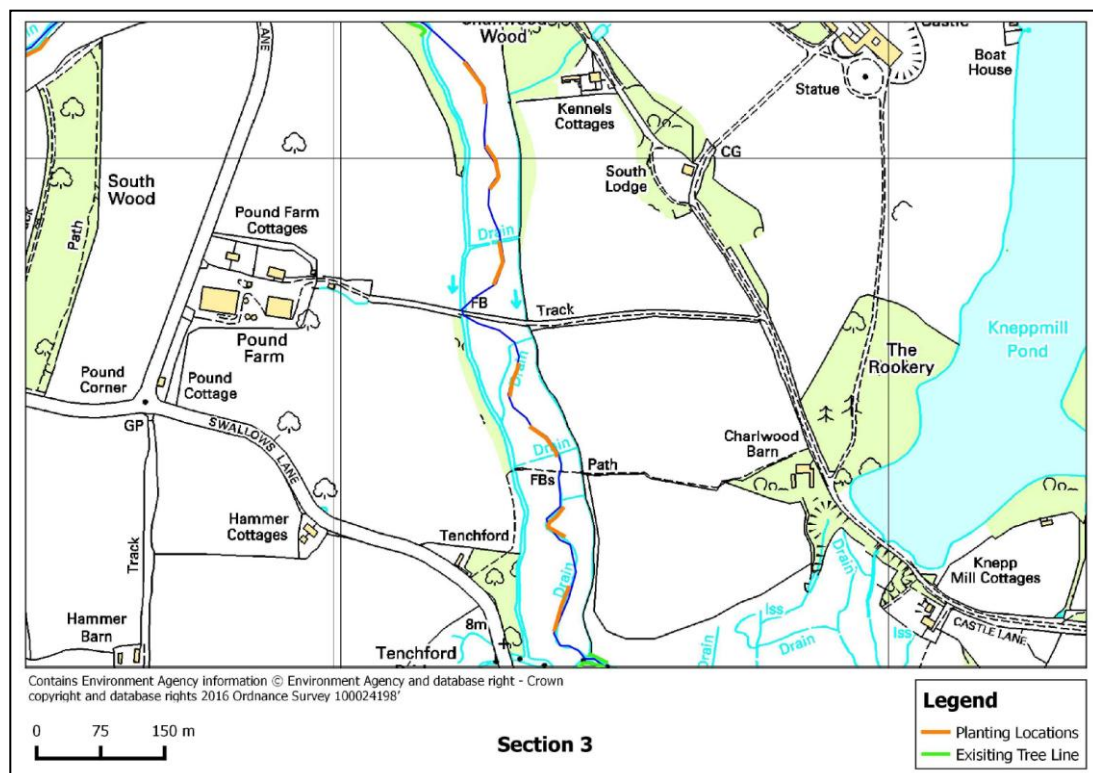 Drain
LANE
Charlwood's
Wood
Castle
Boat
House
Statue
Kennels
Cottages
CG
South
Lodge
South
Wood
Pound Farm
Cottages
Track
Path
Drain
FB
Track
Pound
Farm
The
Rookery
Kneppmill
Pond
Pound
Corner
Pound
Cottage
GP
SWALLOWS LANE
Drain
Drain
Path
FBs
Charlwood
Barn
Hammer
Cottages
Tenchford
Track
Drain
Drain
Knepp
Mill Cottages
Iss
Iss
Drain
CASTLE LANE
Hammer
Barn
8m
Tenchford
Contains Environment Agency information © Environment Agency and database right - Crown
copyright and database rights 2016 Ordnance Survey 100024198'
0 75 150 m
Section 3
Legend
Planting Locations
Exisiting Tree Line